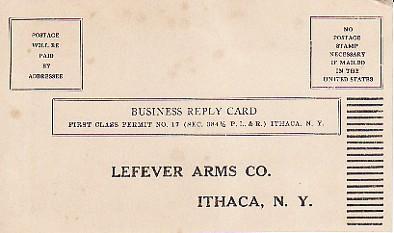 POSTAGE
WILL BE
PAID
BY
ADDRESSEE
NO
POSTAGE
STAMP
NECESSARY
IF MAILED
IN THE
UNITED STATES
BUSINESS REPLY CARD
FIRST CLASS PERMIT NO. 17 (SEC. 384½ P. L. & R.) ITHACA, N. Y.
LEFEVER ARMS CO.
ITHACA, N. Y.